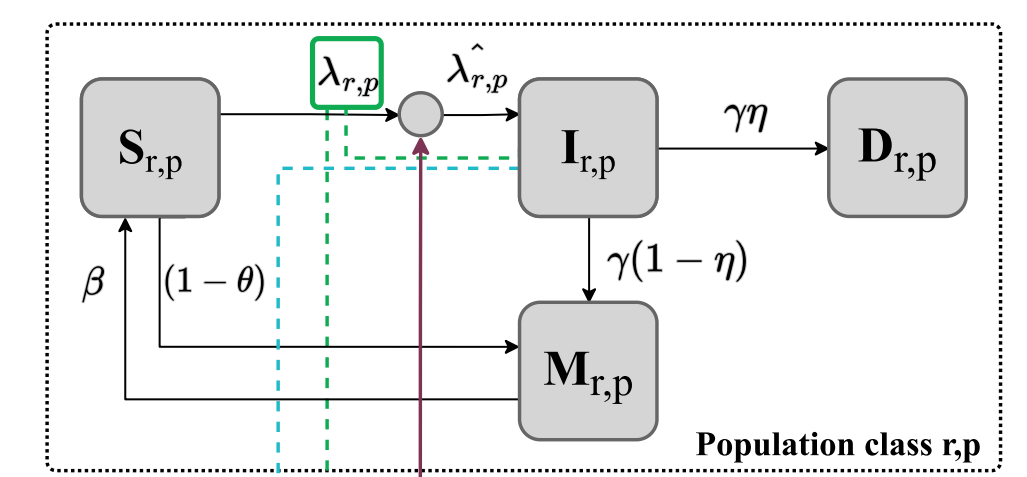 λr,p
λ̂r,p
Sr,p
Ir,p
γη
Dr,p
β
(1 − θ)
γ(1 − η)
Mr,p
Population class r,p